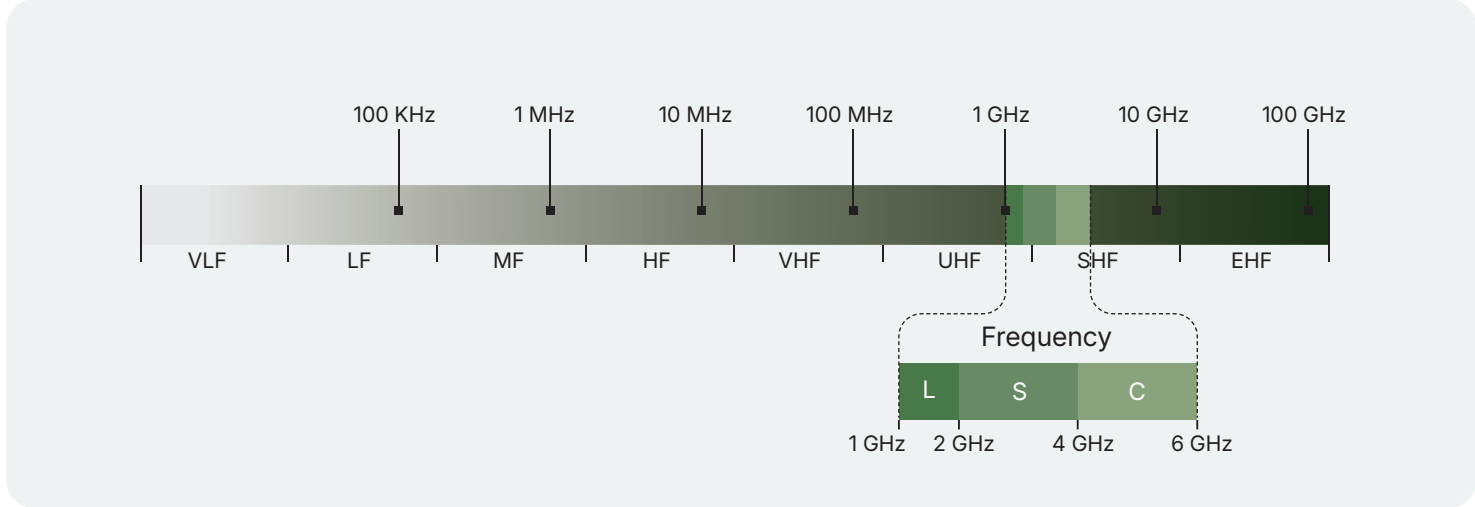 100 KHz 1 MHz 10 MHz 100 MHz 1 GHz 10 GHz 100 GHz
VLF LF MF HF VHF UHF SHF EHF
Frequency
L S C
1 GHz 2 GHz 4 GHz 6 GHz